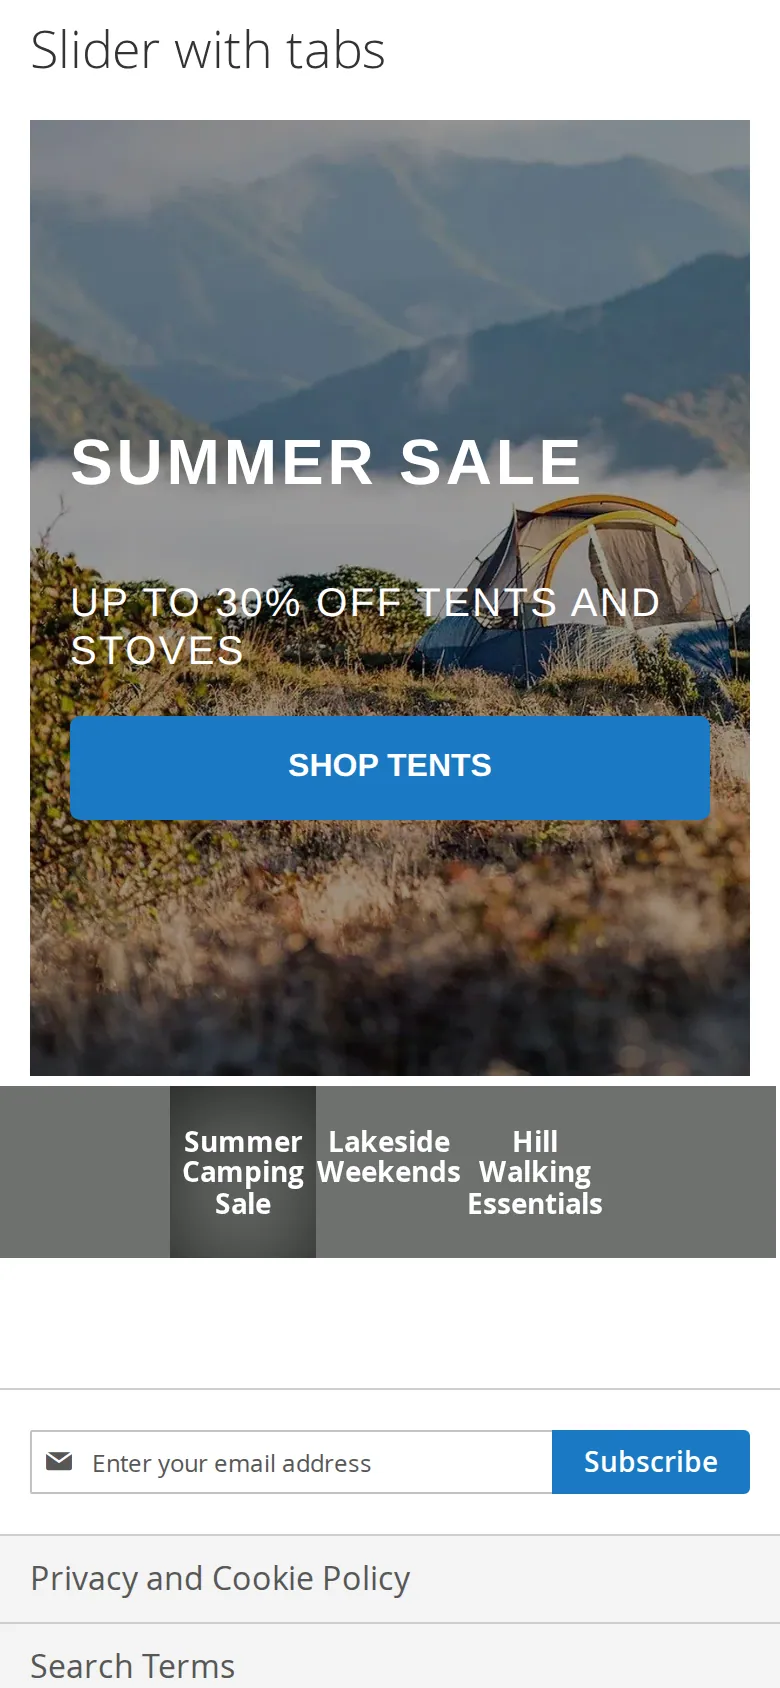 Slider with tabs
SUMMER SALE
UP TO 30% OFF TENTS AND
STOVES
SHOP TENTS
Summer
Camping
Sale
Lakeside
Weekends
Hill
Walking
Essentials
Enter your email address
Subscribe
Privacy and Cookie Policy
Search Terms